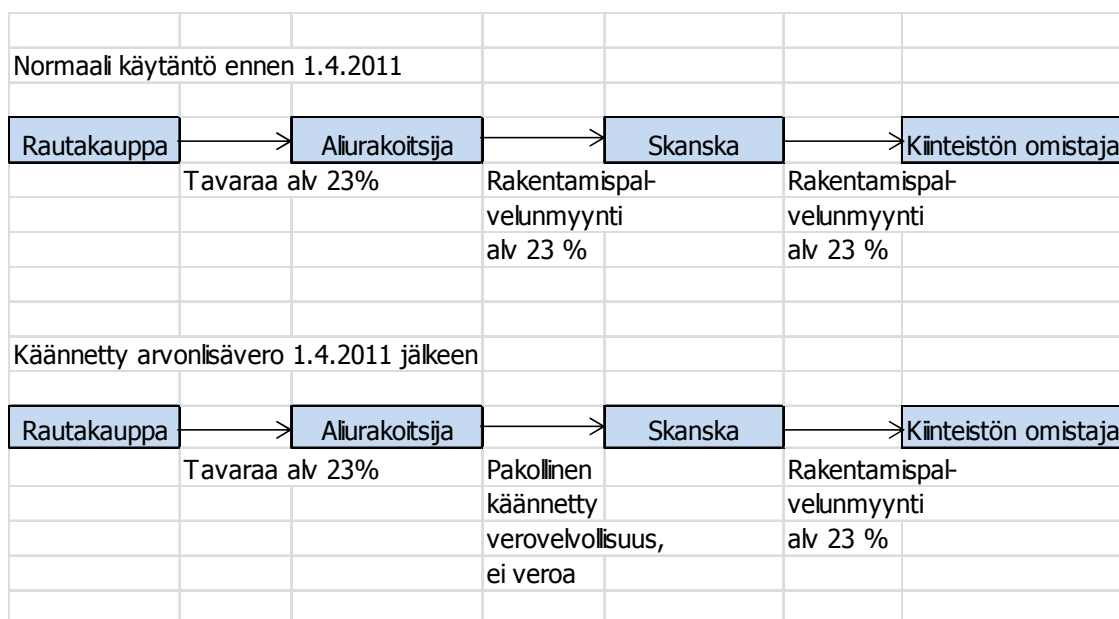 Normaali käytäntö ennen 1.4.2011
Rautakauppa Aliurakoitsija Skanska Kiinteistön omistaja
Tavaraa alv 23% Rakentamispal- Rakentamispal-
velunmyynti velunmyynti
alv 23 % alv 23 %
Käännetty arvonlisävero 1.4.2011 jälkeen
Rautakauppa Aliurakoitsija Skanska Kiinteistön omistaja
Tavaraa alv 23% Pakollinen Rakentamispal-
käännetty velunmyynti
verovelvollisuus, alv 23 %
ei veroa